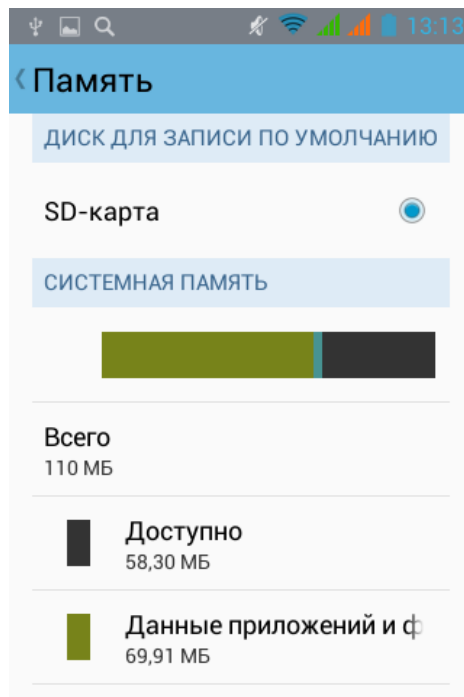 13:13
Память
ДИСК ДЛЯ ЗАПИСИ ПО УМОЛЧАНИЮ
SD-карта
СИСТЕМНАЯ ПАМЯТЬ
Всего
110 МБ
Доступно
58,30 МБ
Данные приложений и ф
69,91 МБ